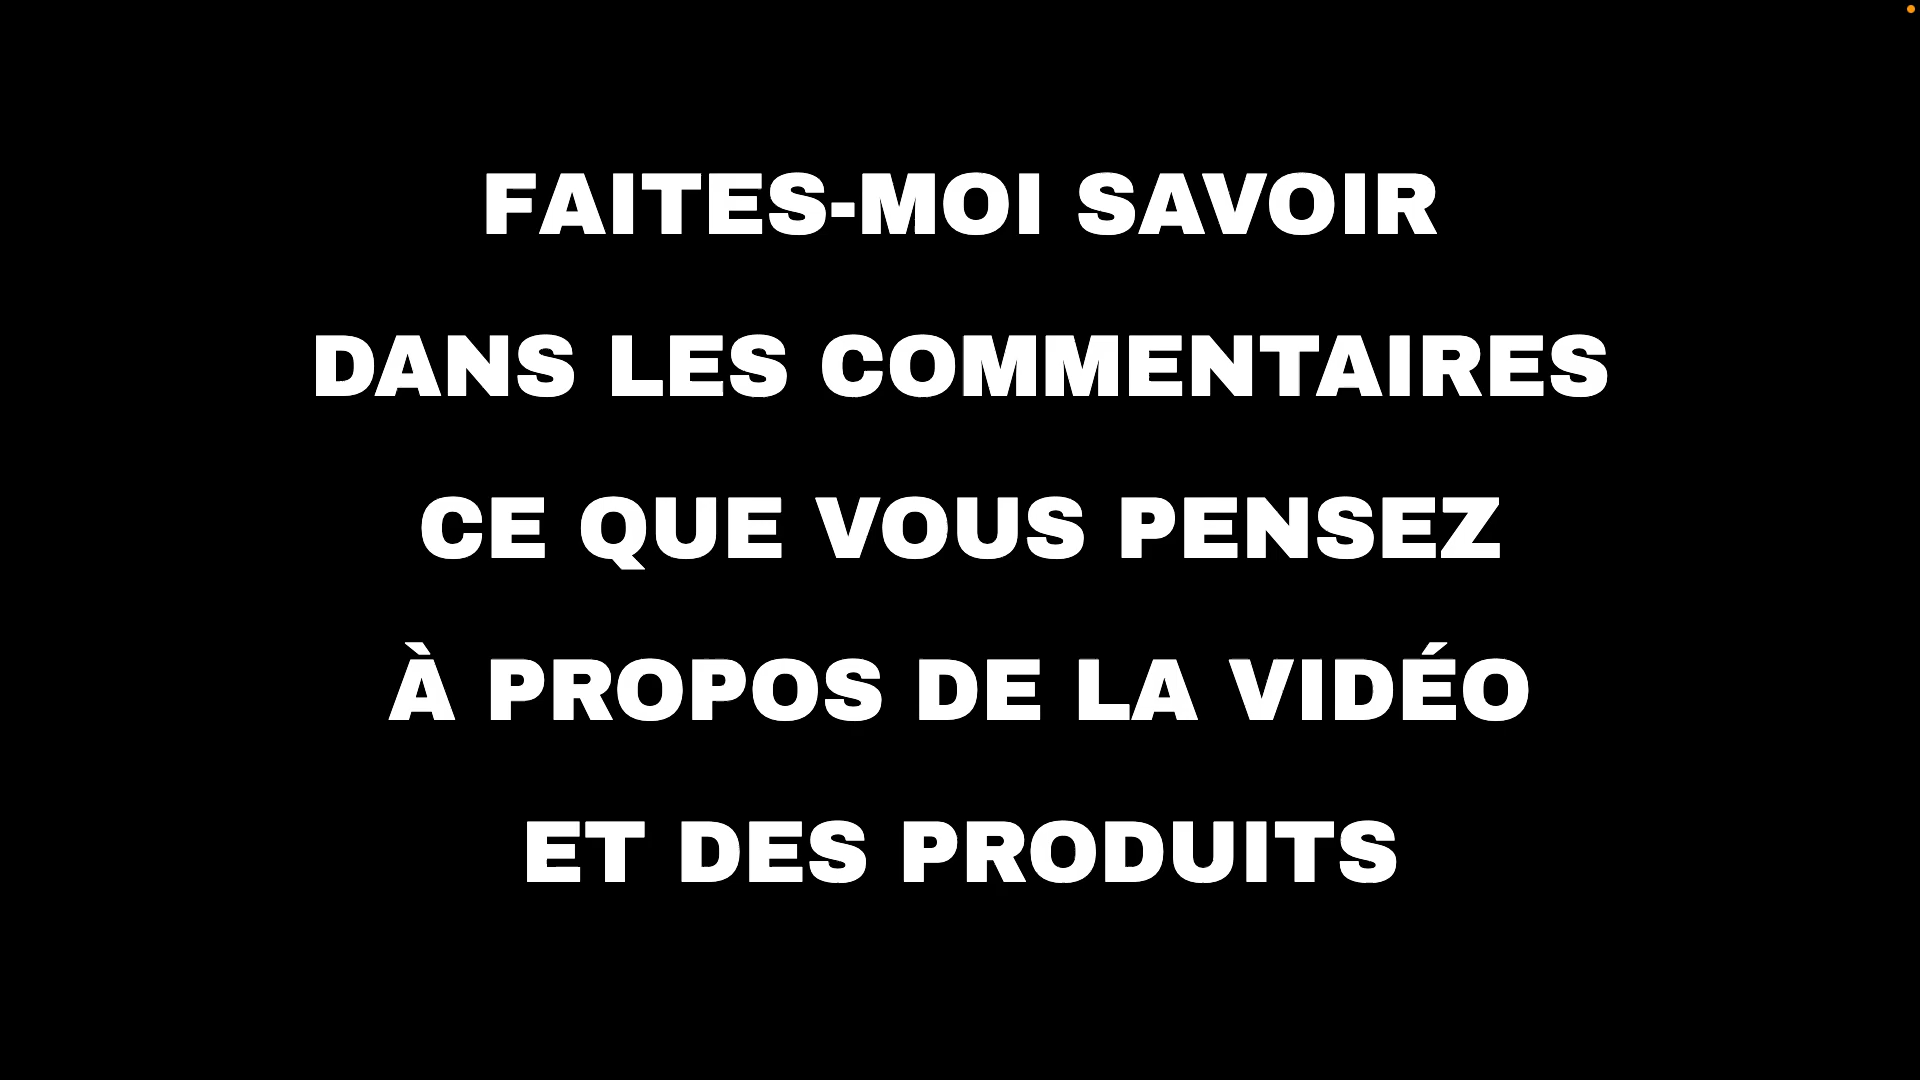 FAITES-MOI SAVOIR
DANS LES COMMENTAIRES
CE QUE VOUS PENSEZ
À PROPOS DE LA VIDÉO
ET DES PRODUITS